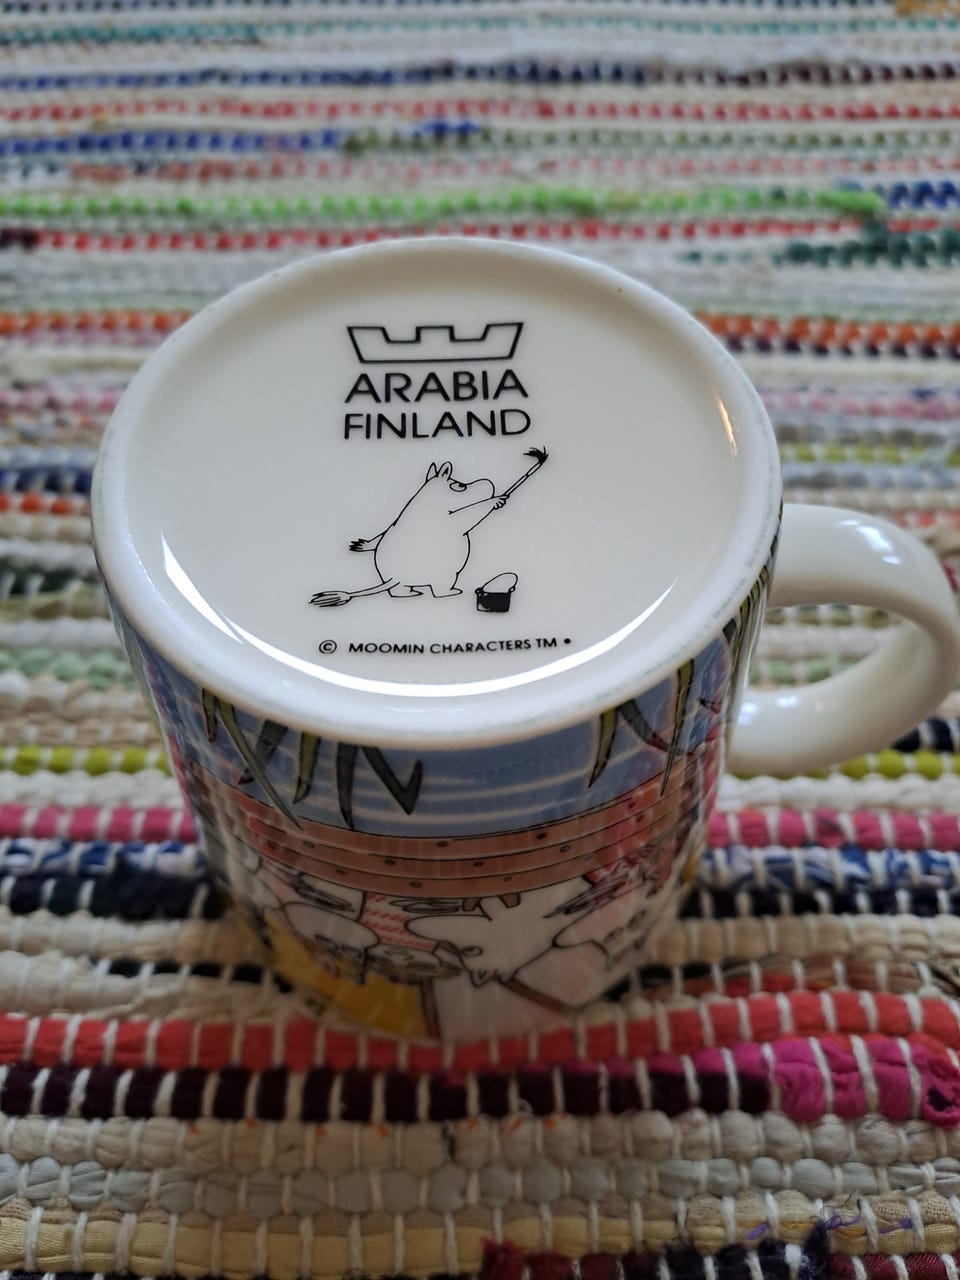 ARABIA
FINLAND
© MOOMIN CHARACTERS TM •